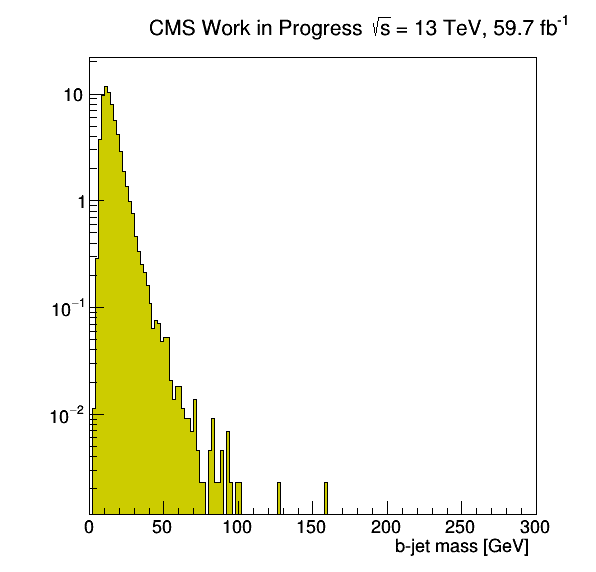 CMS Work in Progress √s = 13 TeV, 59.7 fb⁻¹
10
1
10⁻¹
10⁻²
0 50 100 150 200 250 300
b-jet mass [GeV]